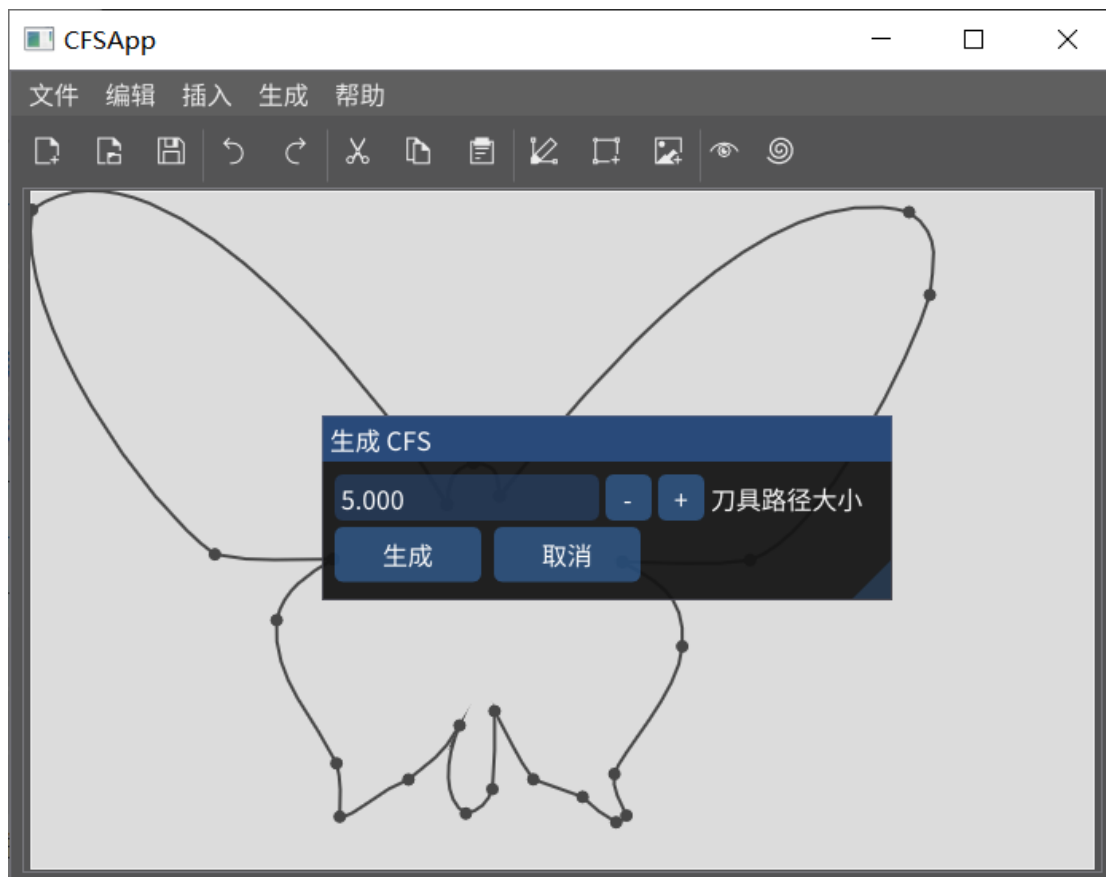 CFSApp
文件 编辑 插入 生成 帮助
生成 CFS
5.000 - + 刀具路径大小
生成 取消